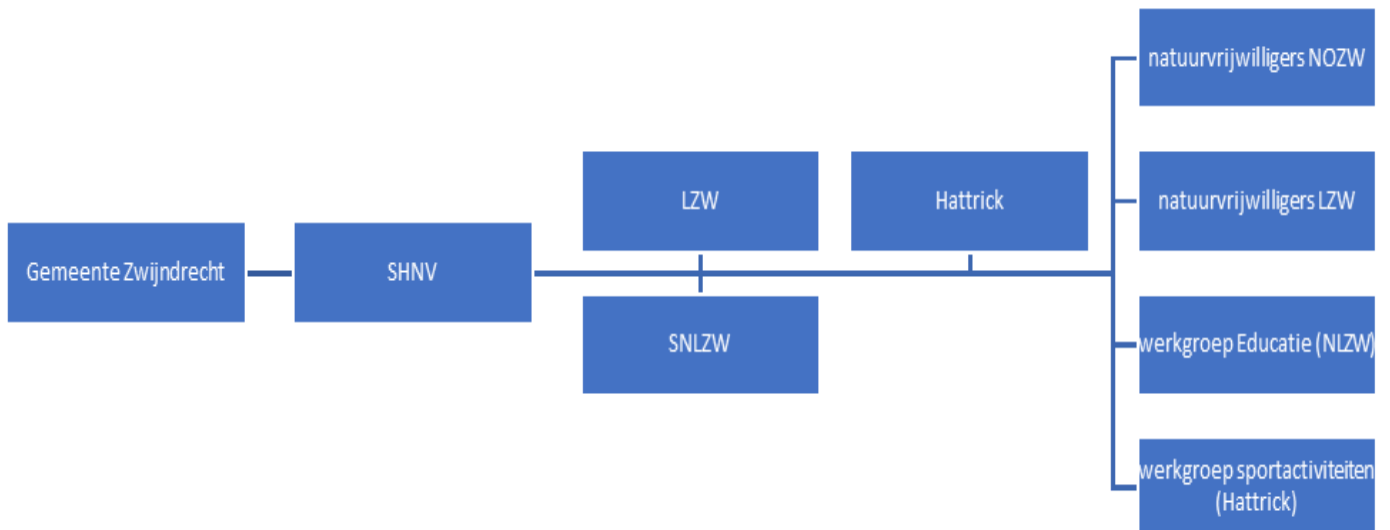 Gemeente Zwijndrecht
SHNV
LZW
SNLZW
Hattrick
natuurvrijwilligers NOZW
natuurvrijwilligers LZW
werkgroep Educatie (NLZW)
werkgroep sportactiviteiten
(Hattrick)